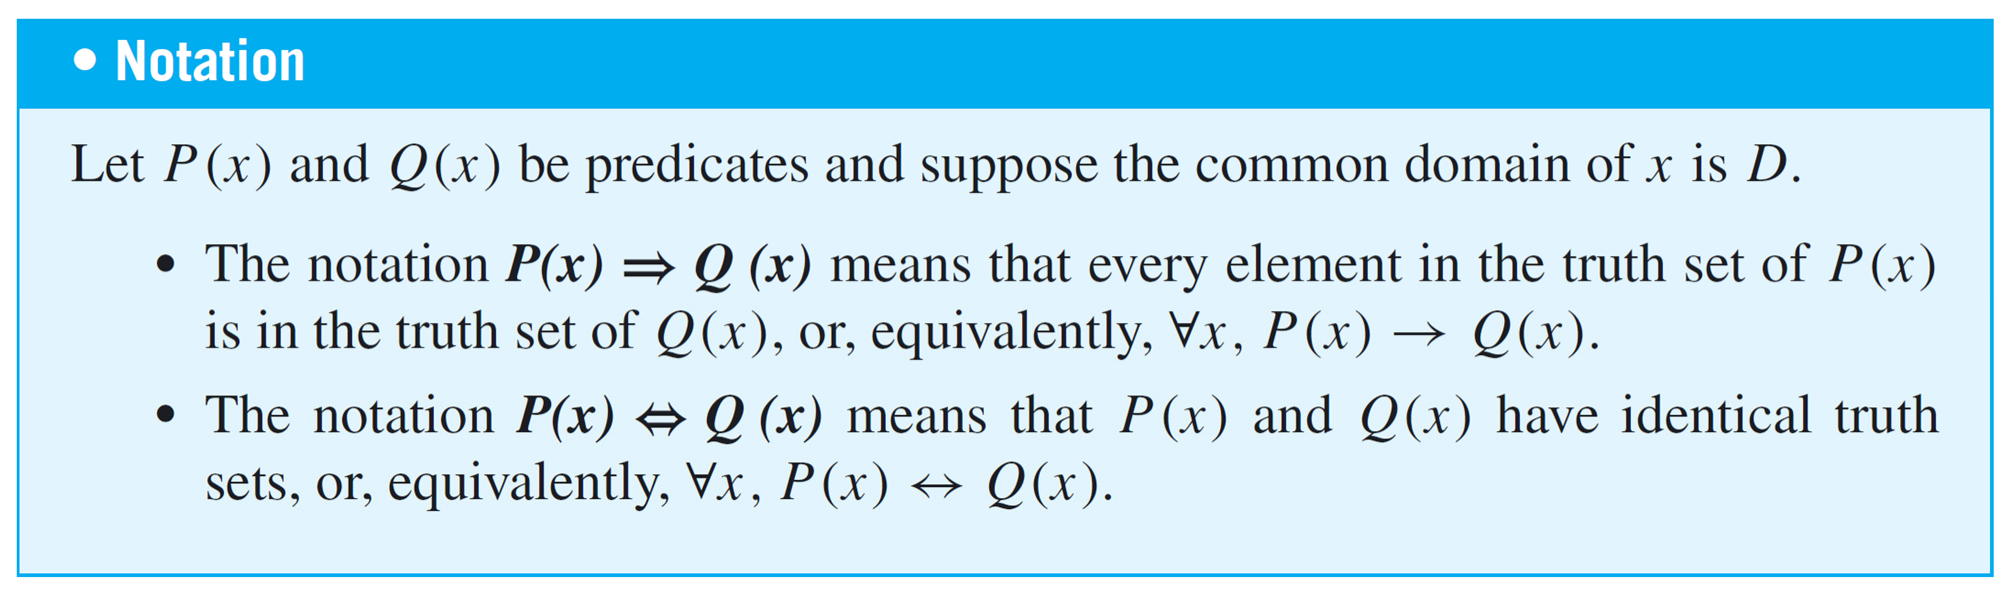 • Notation
Let P(x) and Q(x) be predicates and suppose the common domain of x is D.
• The notation P(x) ⇒ Q (x) means that every element in the truth set of P(x)
is in the truth set of Q(x), or, equivalently, ∀x, P(x) → Q(x).
• The notation P(x) ⇔ Q (x) means that P(x) and Q(x) have identical truth
sets, or, equivalently, ∀x, P(x) ↔ Q(x).